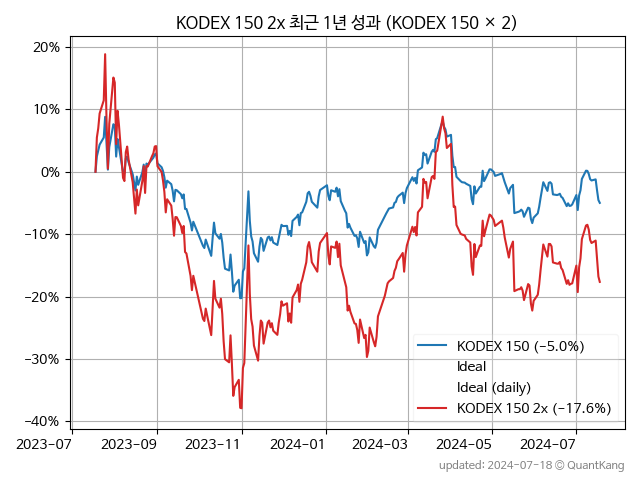 KODEX 150 2x 최근 1년 성과 (KODEX 150 × 2)
20%
10%
0%
−10%
−20%
−30%
−40%
2023-07
2023-09
2023-11
2024-01
2024-03
2024-05
2024-07
KODEX 150 (−5.0%)
Ideal
Ideal (daily)
KODEX 150 2x (−17.6%)
updated: 2024-07-18 © QuantKang